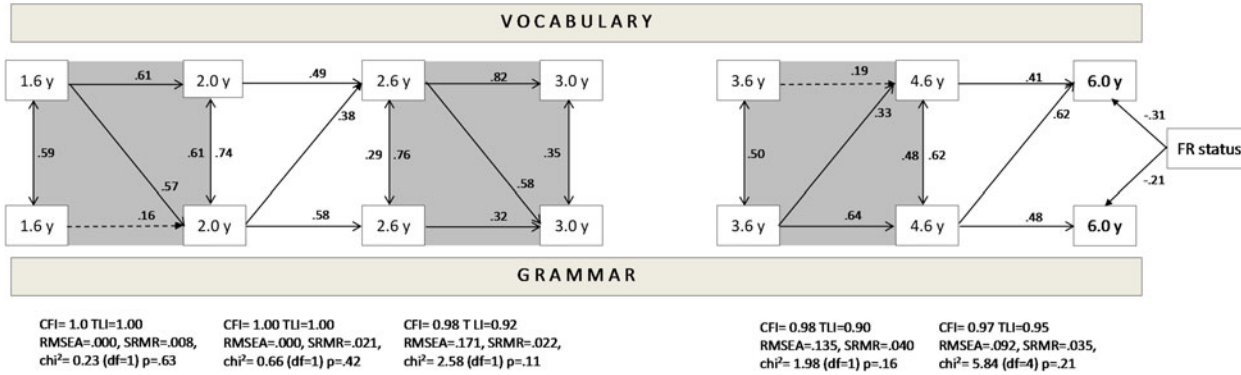 VOCABULARY
1.6 y .61 2.0 y .49 2.6 y .82 3.0 y 3.6 y .19 4.6 y .41 6.0 y
.38 .33 .62 -.31
.59 .61 .74 .29 .76 .35 .50 .48 .62 FR status
.57 .58 -.21
1.6 y .16 2.0 y .58 2.6 y .32 3.0 y 3.6 y .64 4.6 y .48 6.0 y
GRAMMAR
CFI= 1.0 TLI=1.00
RMSEA=.000, SRMR=.008,
chi²= 0.23 (df=1) p=.63
CFI= 1.00 TLI=1.00
RMSEA=.000, SRMR=.021,
chi²= 0.66 (df=1) p=.42
CFI= 0.98 T LI=0.92
RMSEA=.171, SRMR=.022,
chi²= 2.58 (df=1) p=.11
CFI= 0.98 TLI=0.90
RMSEA=.135, SRMR=.040
chi²= 1.98 (df=1) p=.16
CFI= 0.97 TLI=0.95
RMSEA=.092, SRMR=.035,
chi²= 5.84 (df=4) p=.21